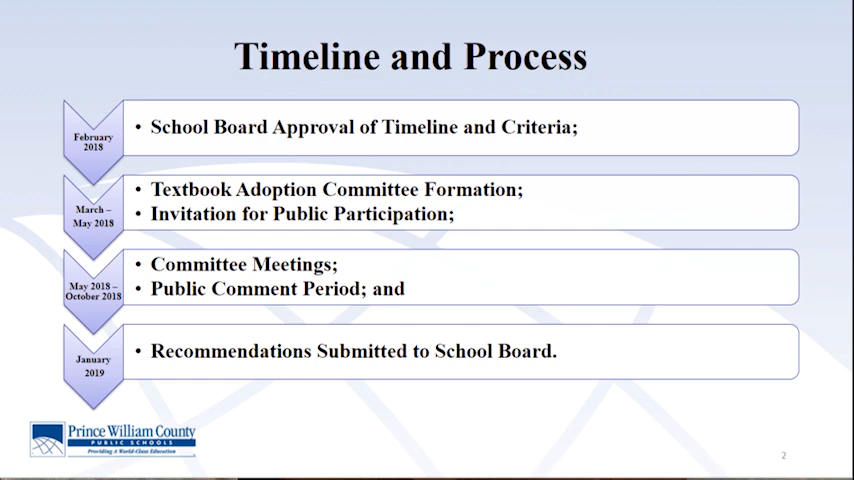 Timeline and Process
February
2018
• School Board Approval of Timeline and Criteria;
March –
May 2018
• Textbook Adoption Committee Formation;
• Invitation for Public Participation;
May 2018 –
October 2018
• Committee Meetings;
• Public Comment Period; and
January
2019
• Recommendations Submitted to School Board.
Prince William County
PUBLIC SCHOOLS
Providing A World-Class Education
2